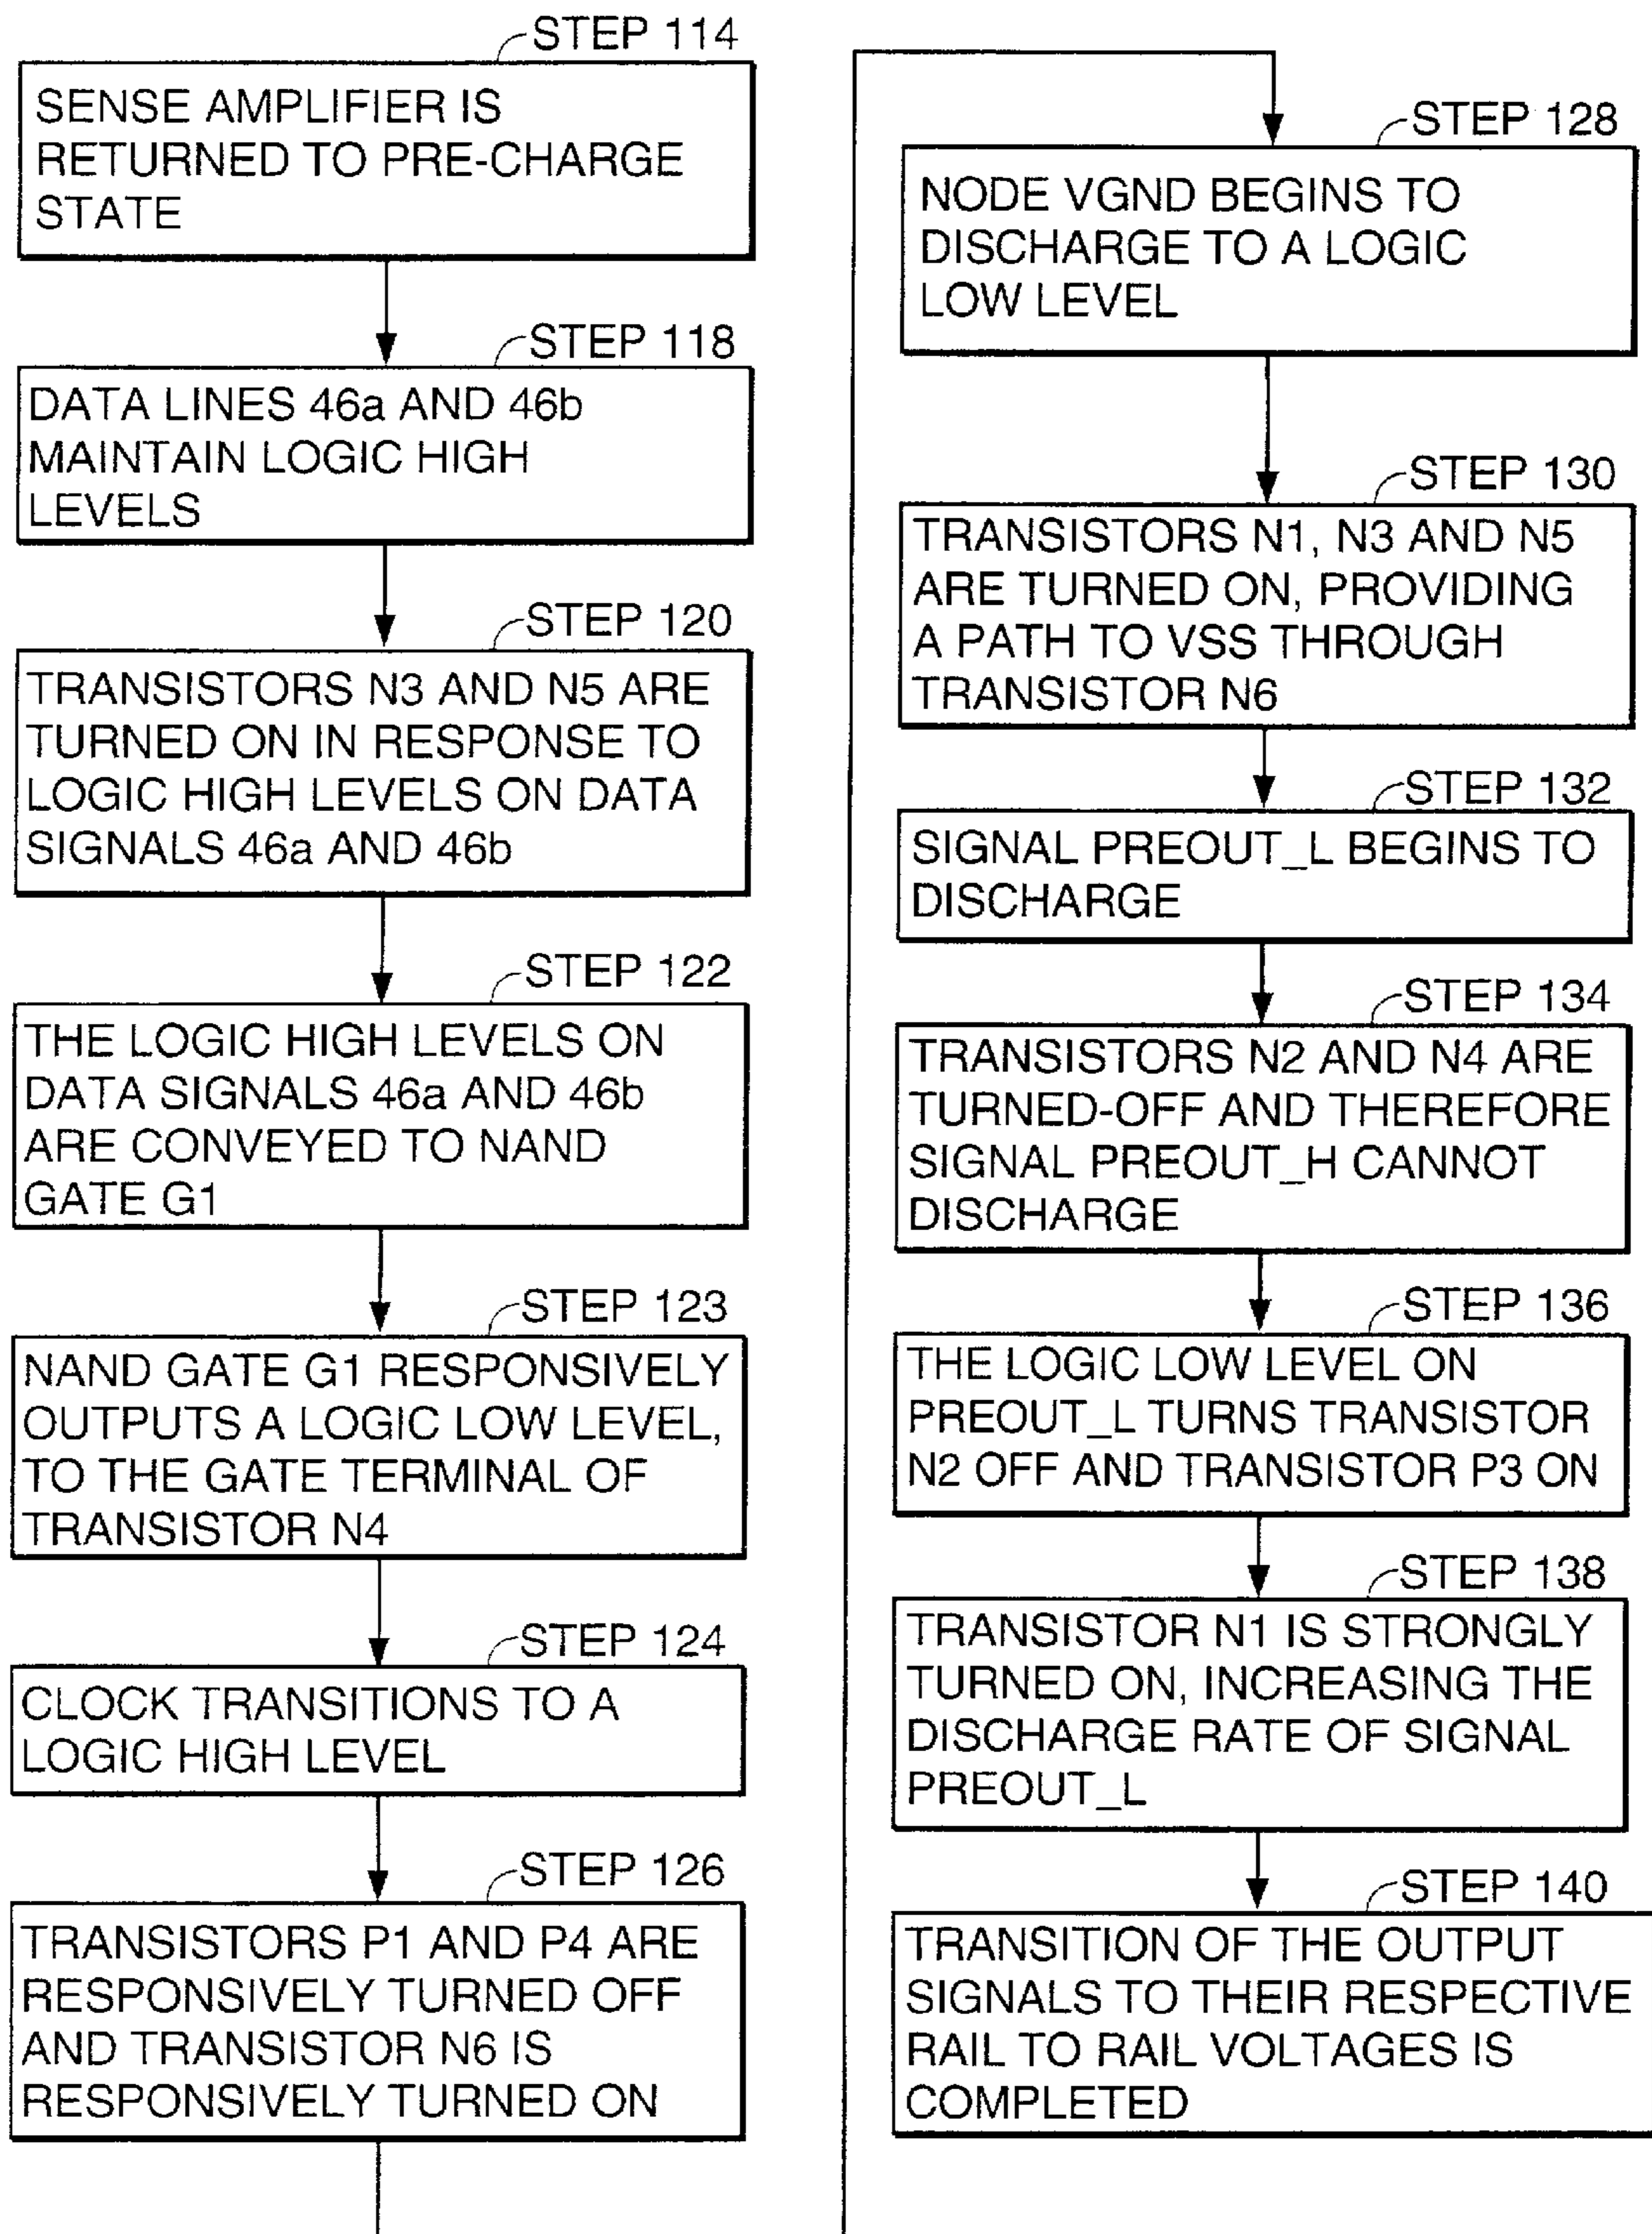 STEP 114
SENSE AMPLIFIER IS
RETURNED TO PRE-CHARGE
STATE
STEP 118
DATA LINES 46a AND 46b
MAINTAIN LOGIC HIGH
LEVELS
STEP 120
TRANSISTORS N3 AND N5 ARE
TURNED ON IN RESPONSE TO
LOGIC HIGH LEVELS ON DATA
SIGNALS 46a AND 46b
STEP 122
THE LOGIC HIGH LEVELS ON
DATA SIGNALS 46a AND 46b
ARE CONVEYED TO NAND
GATE G1
STEP 123
NAND GATE G1 RESPONSIVELY
OUTPUTS A LOGIC LOW LEVEL,
TO THE GATE TERMINAL OF
TRANSISTOR N4
STEP 124
CLOCK TRANSITIONS TO A
LOGIC HIGH LEVEL
STEP 126
TRANSISTORS P1 AND P4 ARE
RESPONSIVELY TURNED OFF
AND TRANSISTOR N6 IS
RESPONSIVELY TURNED ON
STEP 128
NODE VGND BEGINS TO
DISCHARGE TO A LOGIC
LOW LEVEL
STEP 130
TRANSISTORS N1, N3 AND N5
ARE TURNED ON, PROVIDING
A PATH TO VSS THROUGH
TRANSISTOR N6
STEP 132
SIGNAL PREOUT_L BEGINS TO
DISCHARGE
STEP 134
TRANSISTORS N2 AND N4 ARE
TURNED-OFF AND THEREFORE
SIGNAL PREOUT_H CANNOT
DISCHARGE
STEP 136
THE LOGIC LOW LEVEL ON
PREOUT_L TURNS TRANSISTOR
N2 OFF AND TRANSISTOR P3 ON
STEP 138
TRANSISTOR N1 IS STRONGLY
TURNED ON, INCREASING THE
DISCHARGE RATE OF SIGNAL
PREOUT_L
STEP 140
TRANSITION OF THE OUTPUT
SIGNALS TO THEIR RESPECTIVE
RAIL TO RAIL VOLTAGES IS
COMPLETED